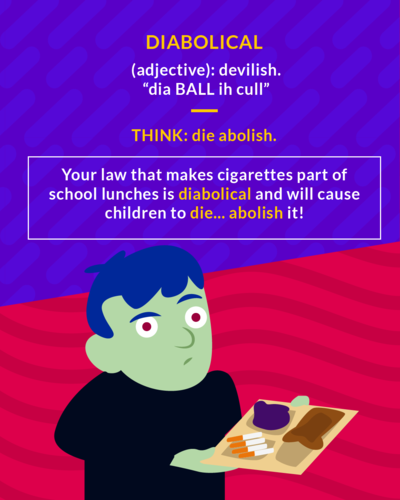 DIABOLICAL
(adjective): devilish.
“dia BALL ih cull”
THINK: die abolish.
Your law that makes cigarettes part of
school lunches is diabolical and will cause
children to die... abolish it!